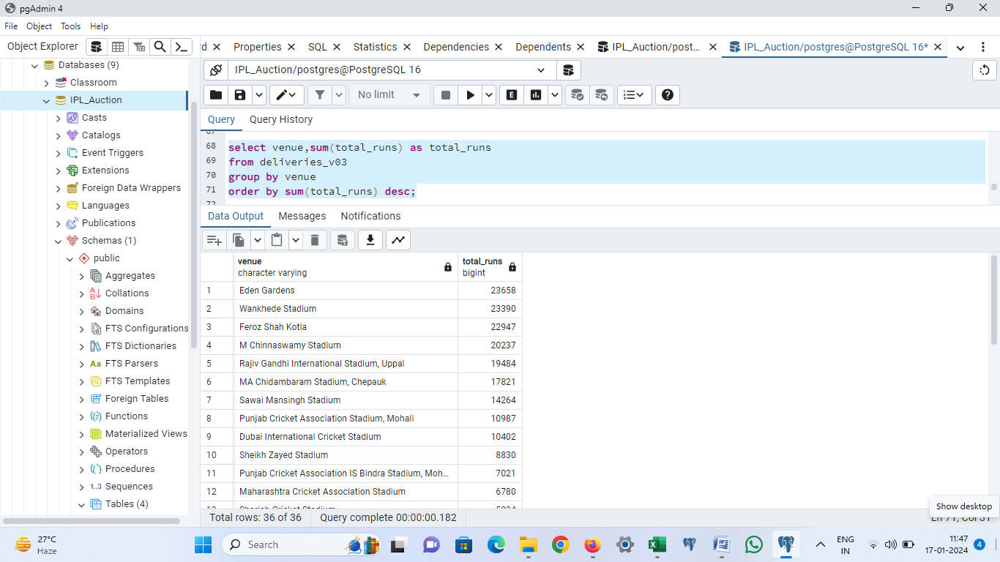 pgAdmin 4
File Object Tools Help
Object Explorer
Properties SQL Statistics Dependencies Dependents IPL_Auction/post... IPL_Auction/postgres@PostgreSQL 16*
Databases (9)
Classroom
IPL_Auction
Casts
Catalogs
Event Triggers
Extensions
Foreign Data Wrappers
Languages
Publications
Schemas (1)
public
Aggregates
Collations
Domains
FTS Configurations
FTS Dictionaries
Aa FTS Parsers
FTS Templates
Foreign Tables
Functions
Materialized Views
Operators
Procedures
1..3 Sequences
Tables (4)
IPL_Auction/postgres@PostgreSQL 16
No limit
E
Query Query History
67
68 select venue,sum(total_runs) as total_runs
69 from deliveries_v03
70 group by venue
71 order by sum(total_runs) desc;
72
Data Output Messages Notifications
venue total_runs
character varying bigint
1 Eden Gardens 23658
2 Wankhede Stadium 23390
3 Feroz Shah Kotla 22947
4 M Chinnaswamy Stadium 20237
5 Rajiv Gandhi International Stadium, Uppal 19484
6 MA Chidambaram Stadium, Chepauk 17821
7 Sawai Mansingh Stadium 14264
8 Punjab Cricket Association Stadium, Mohali 10987
9 Dubai International Cricket Stadium 10402
10 Sheikh Zayed Stadium 8830
11 Punjab Cricket Association IS Bindra Stadium, Moh... 7021
12 Maharashtra Cricket Association Stadium 6780
13 Sharjah Cricket Stadium
Total rows: 36 of 36 Query complete 00:00:00.182
Show desktop
27°C
Haze
Search
ENG
IN
11:47
17-01-2024
4